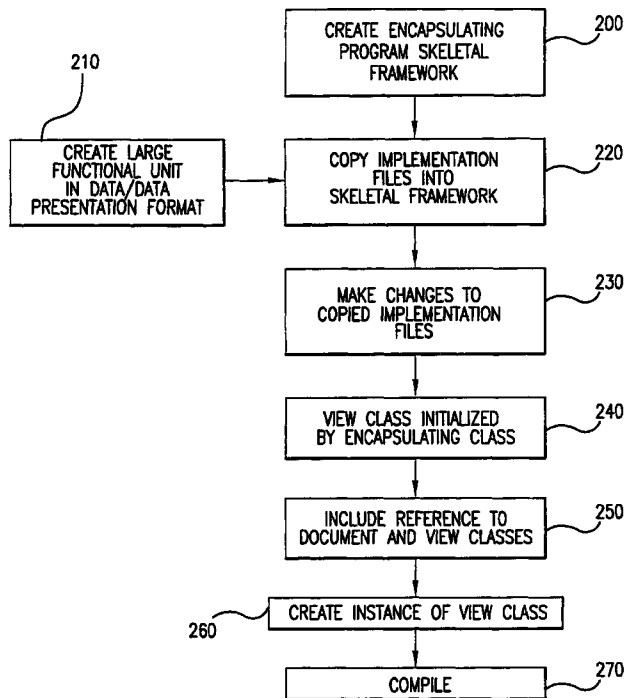 CREATE ENCAPSULATING
PROGRAM SKELETAL
FRAMEWORK
200
210
CREATE LARGE
FUNCTIONAL UNIT
IN DATA/DATA
PRESENTATION FORMAT
COPY IMPLEMENTATION
FILES INTO
SKELETAL FRAMEWORK
220
MAKE CHANGES TO
COPIED IMPLEMENTATION
FILES
230
VIEW CLASS INITIALIZED
BY ENCAPSULATING CLASS
240
INCLUDE REFERENCE TO
DOCUMENT AND VIEW CLASSES
250
CREATE INSTANCE OF VIEW CLASS
260
COMPILE
270